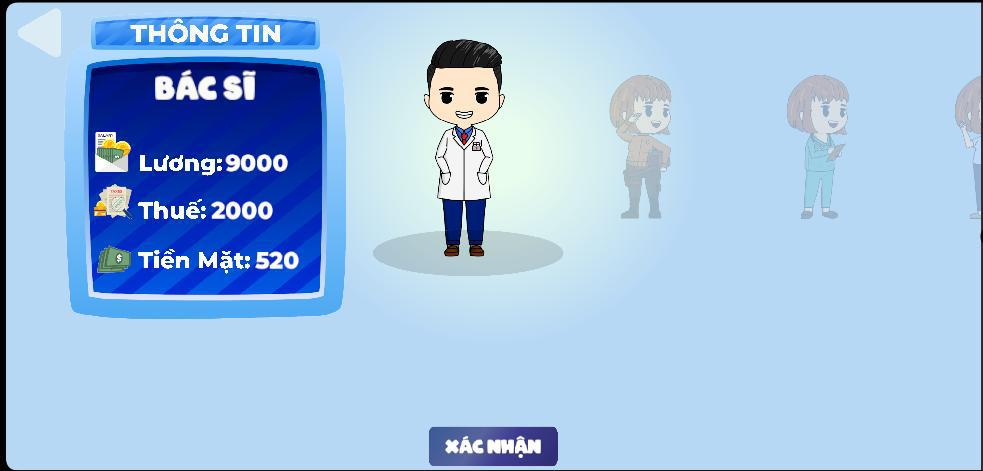 THÔNG TIN
BÁC SĨ
Lương: 9000
Thuế: 2000
Tiền Mặt: 520
XÁC NHẬN